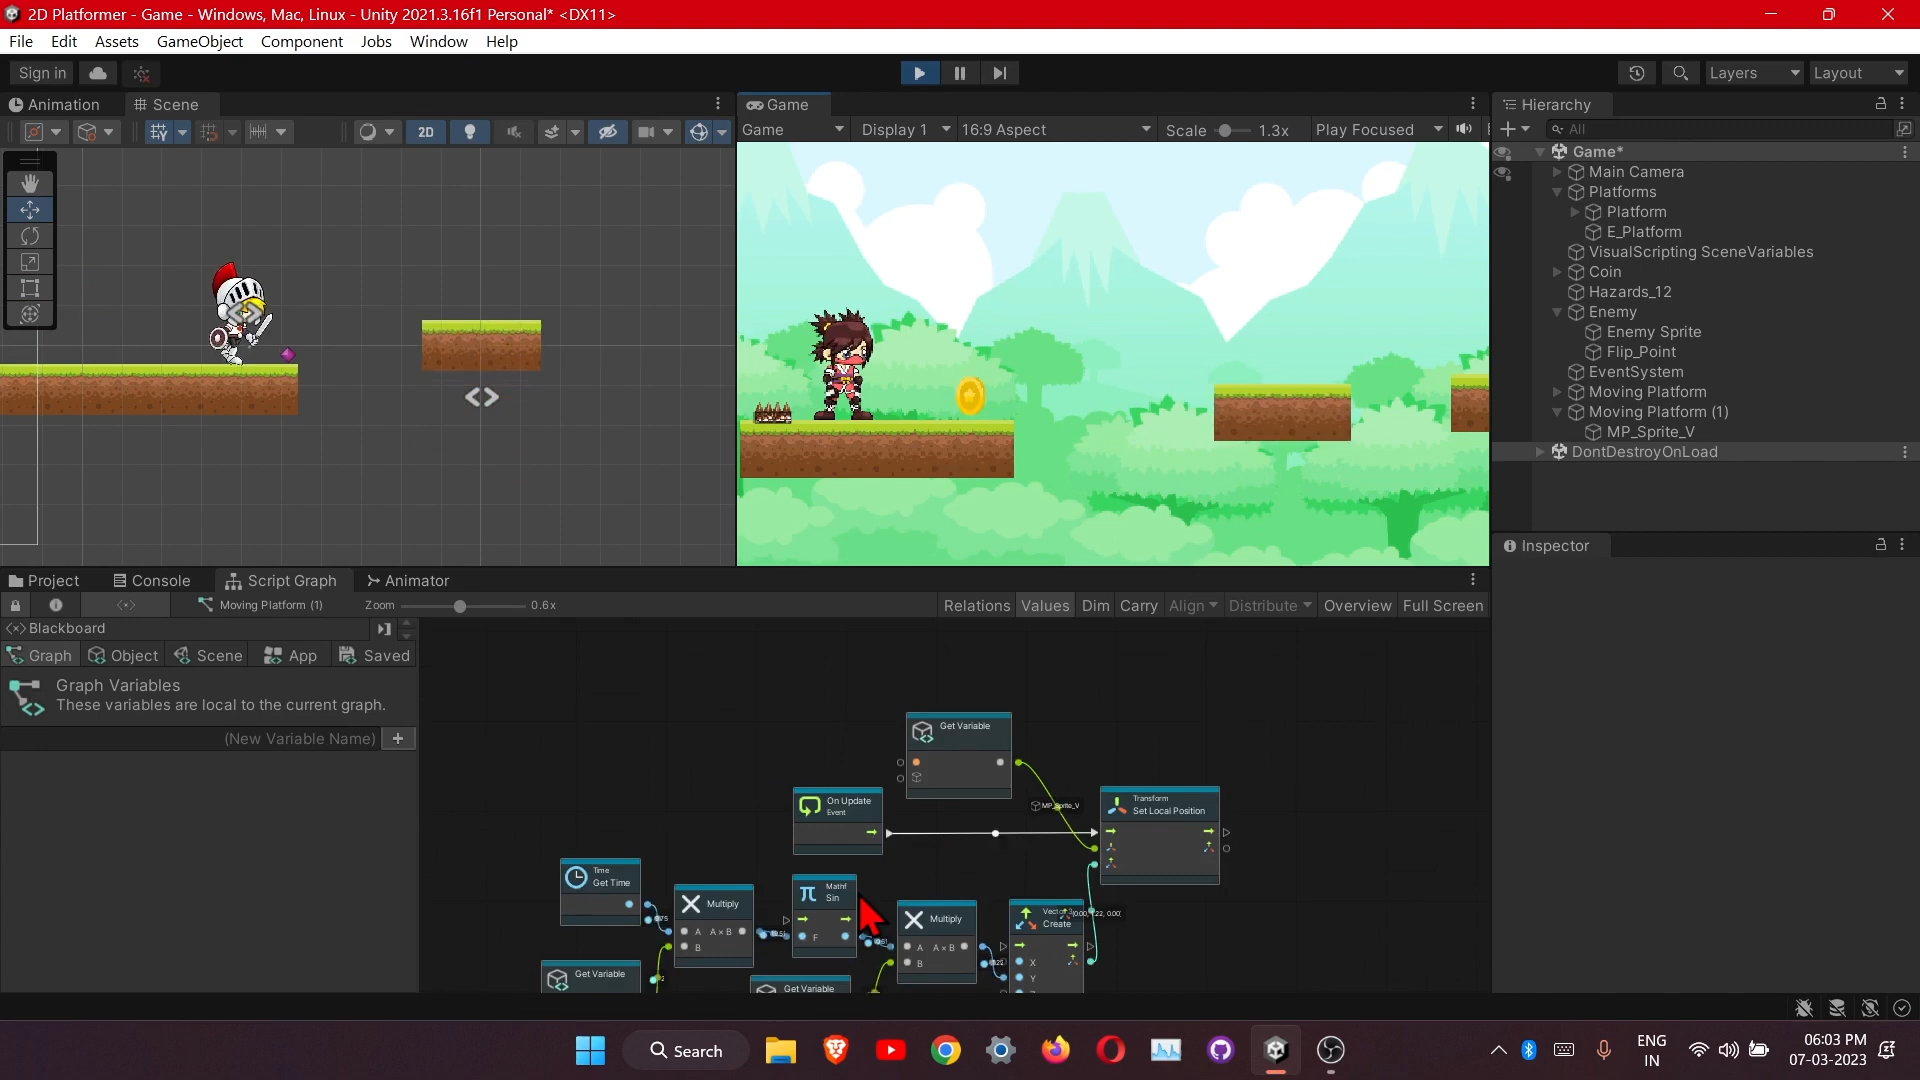 2D Platformer - Game - Windows, Mac, Linux - Unity 2021.3.16f1 Personal* <DX11>
File Edit Assets GameObject Component Jobs Window Help
Sign in
Layers
Layout
Animation
Scene
Game
Hierarchy
2D
Game
Display 1
16:9 Aspect
Scale
1.3x
Play Focused
All
Game*
Main Camera
Platforms
Platform
E_Platform
VisualScripting SceneVariables
Coin
Hazards_12
Enemy
Enemy Sprite
Flip_Point
EventSystem
Moving Platform
Moving Platform (1)
MP_Sprite_V
DontDestroyOnLoad
Inspector
Project
Console
Script Graph
Animator
Moving Platform (1)
Zoom
0.6x
Relations
Values
Dim
Carry
Align
Distribute
Overview
Full Screen
Blackboard
Graph
Object
Scene
App
Saved
Graph Variables
These variables are local to the current graph.
(New Variable Name)
Get Variable
MP_Sprite_V
On Update
Event
Transform
Set Local Position
Time
Get Time
Multiply
A A×B
B
Mathf
Sin
F
Multiply
A A×B
B
Create
X
Y
Get Variable
Get Variable
Search
ENG
IN
06:03 PM
07-03-2023